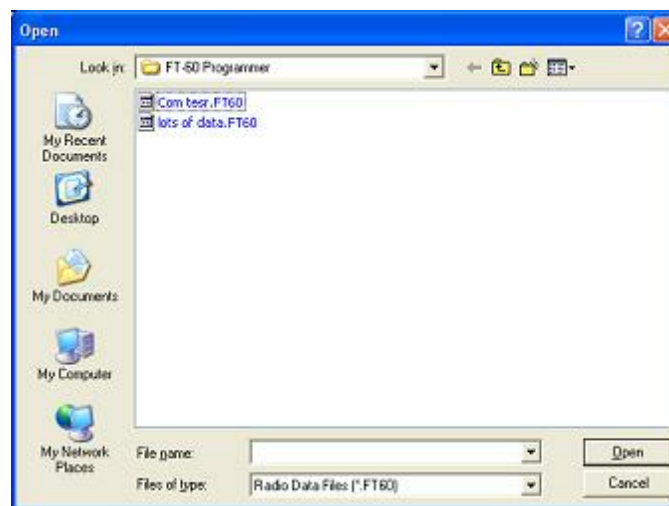 Open
Look in: FT-60 Programmer
Com tesr.FT60
lots of data.FT60
My Recent
Documents
Desktop
My Documents
My Computer
My Network
Places
File name:
Open
Files of type: Radio Data Files (*.FT60)
Cancel